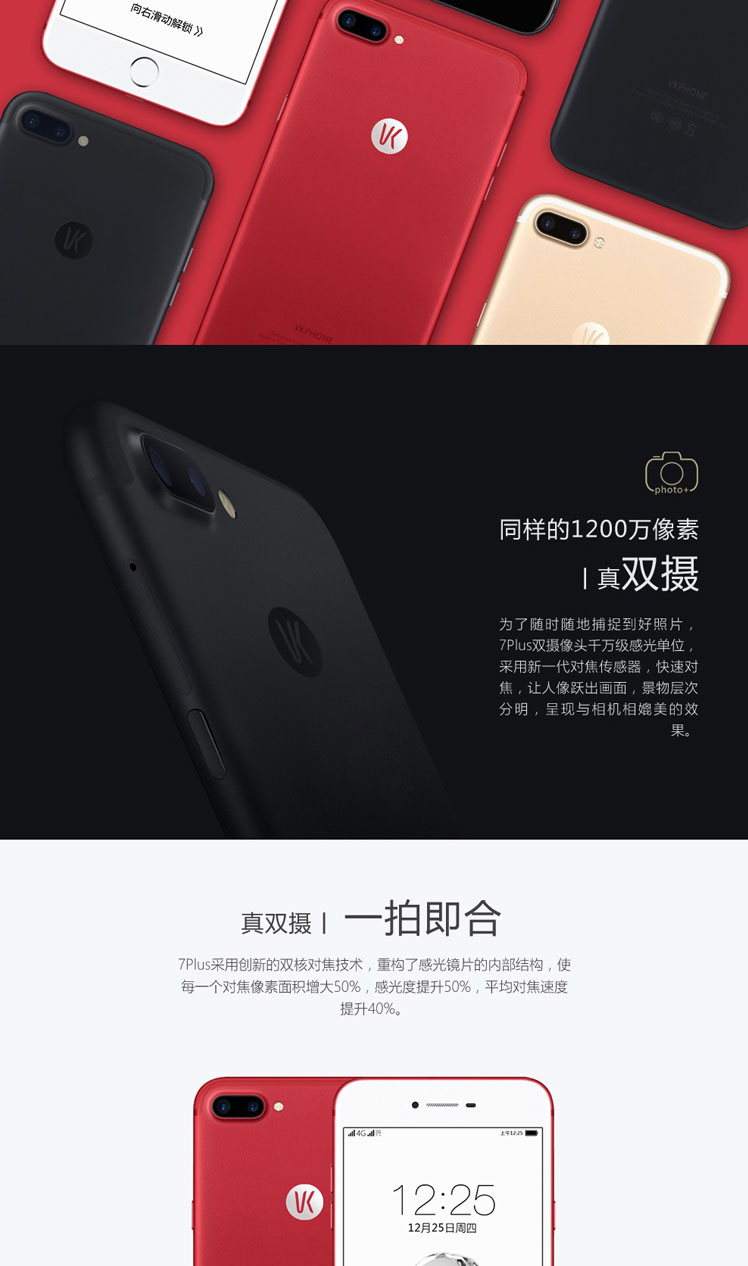 向右滑动解锁 》
VK
VKPHONE
VK
VKPHONE
VK
photo+
同样的1200万像素
丨真双摄
为了随时随地捕捉到好照片，
7Plus双摄像头千万级感光单位，
采用新一代对焦传感器，快速对
焦，让人像跃出画面，景物层次
分明，呈现与相机相媲美的效
果。
VK
真双摄丨 一拍即合
7Plus采用创新的双核对焦技术，重构了感光镜片的内部结构，使
每一个对焦像素面积增大50%，感光度提升50%，平均对焦速度
提升40%。
4G
上午12:25
VK
12:25
12月25日周四